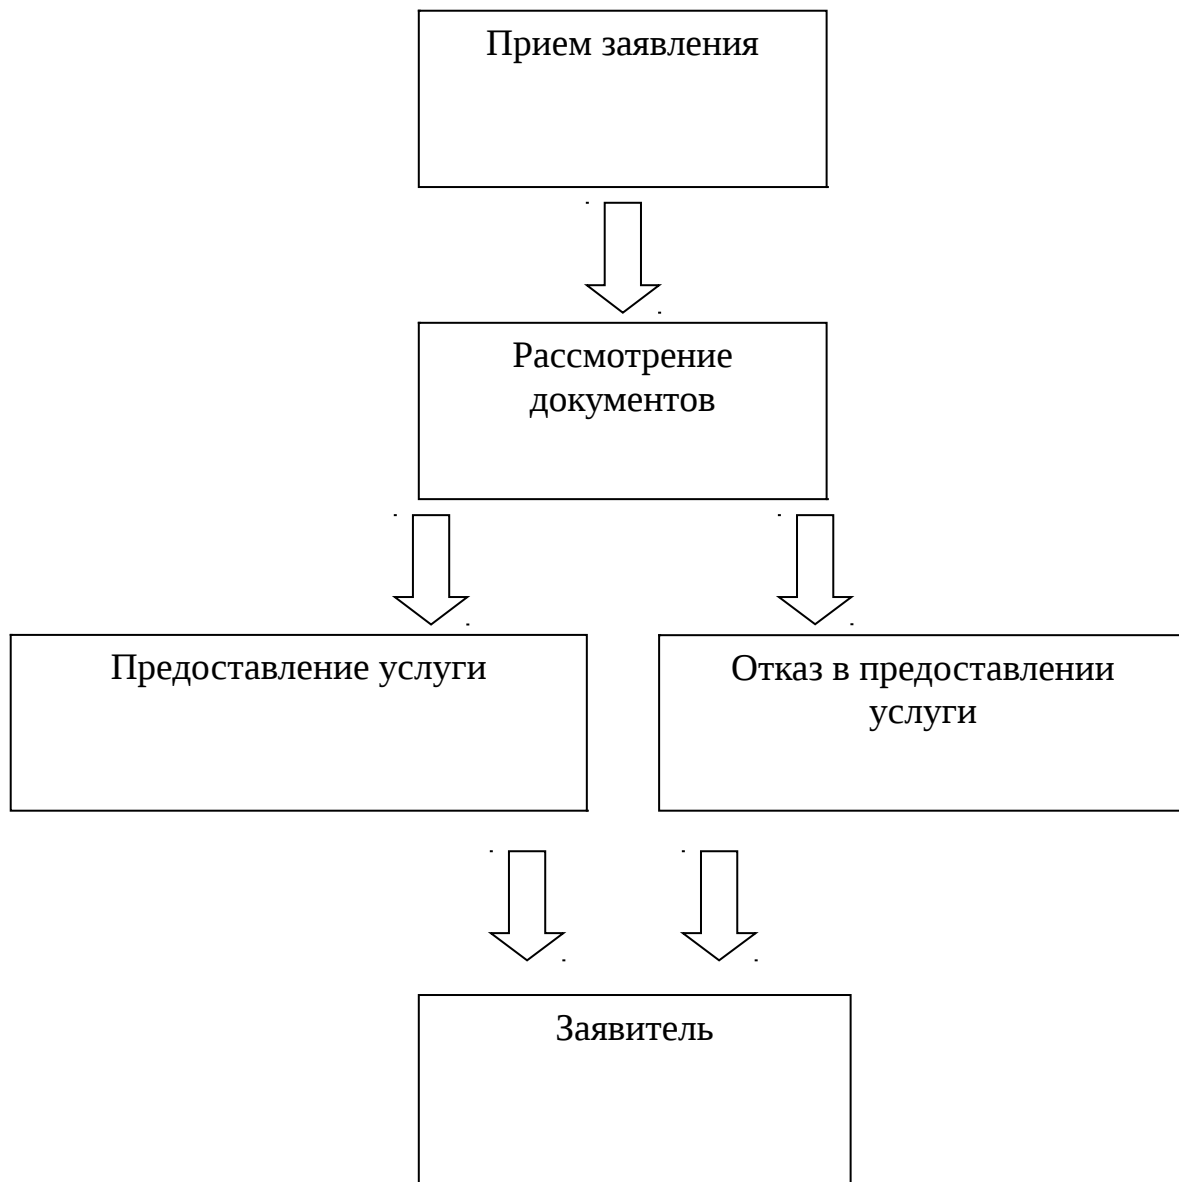 Прием заявления
Рассмотрение
документов
Предоставление услуги
Отказ в предоставлении
услуги
Заявитель